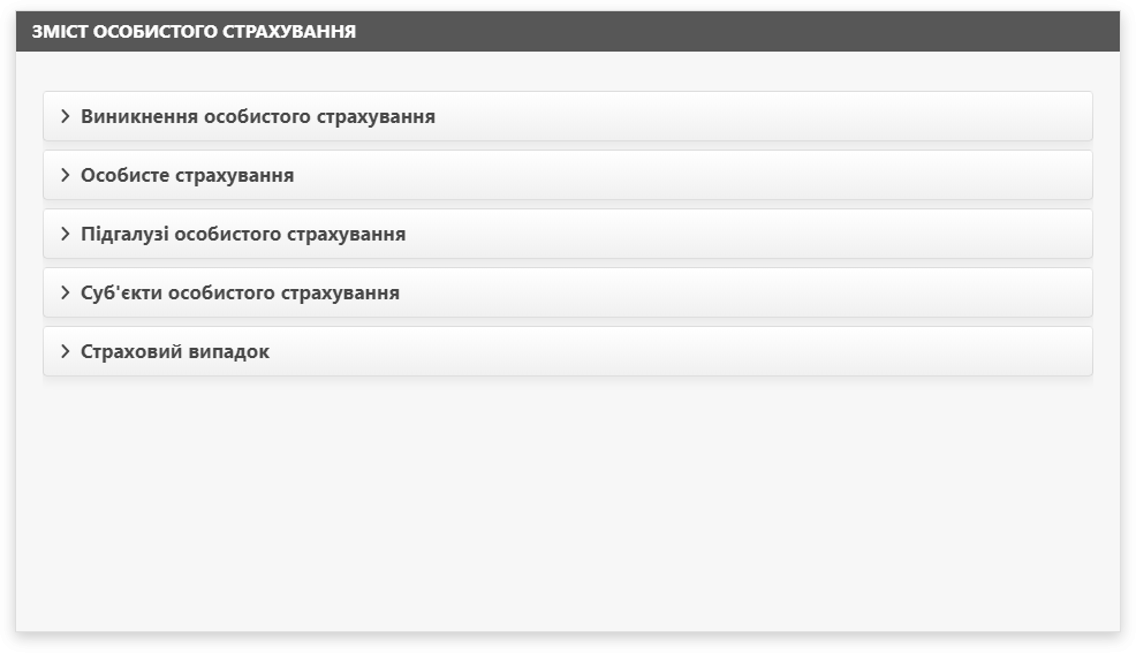 ЗМІСТ ОСОБИСТОГО СТРАХУВАННЯ
Виникнення особистого страхування
Особисте страхування
Підгалузі особистого страхування
Суб'єкти особистого страхування
Страховий випадок